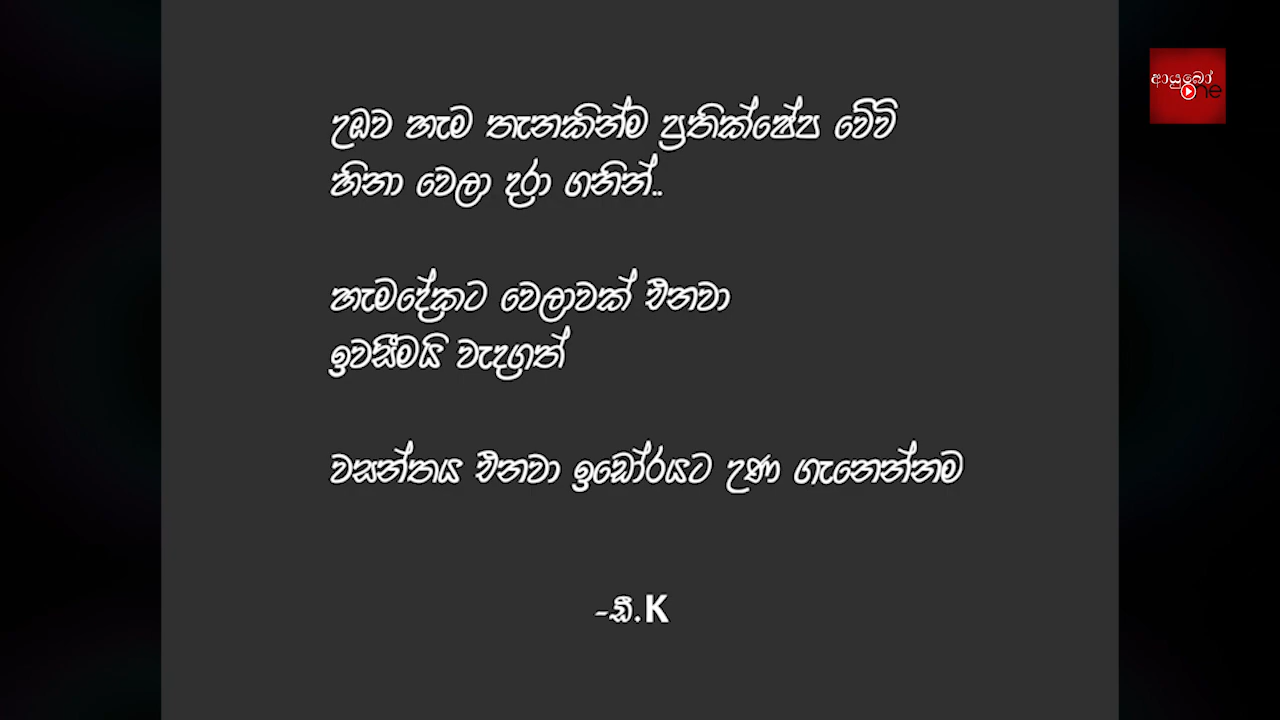 ආයුබෝ
One
උඹව හැම තැනකින්ම ප්‍රතික්ෂේප වේවි
හිනා වෙලා දරා ගනින්..
හැමදේකට වෙලාවක් එනවා
ඉවසීමයි වැදගත්
වසන්තය එනවා ඉඩෝරයට උණ ගැනෙන්නම
-ඩී.K